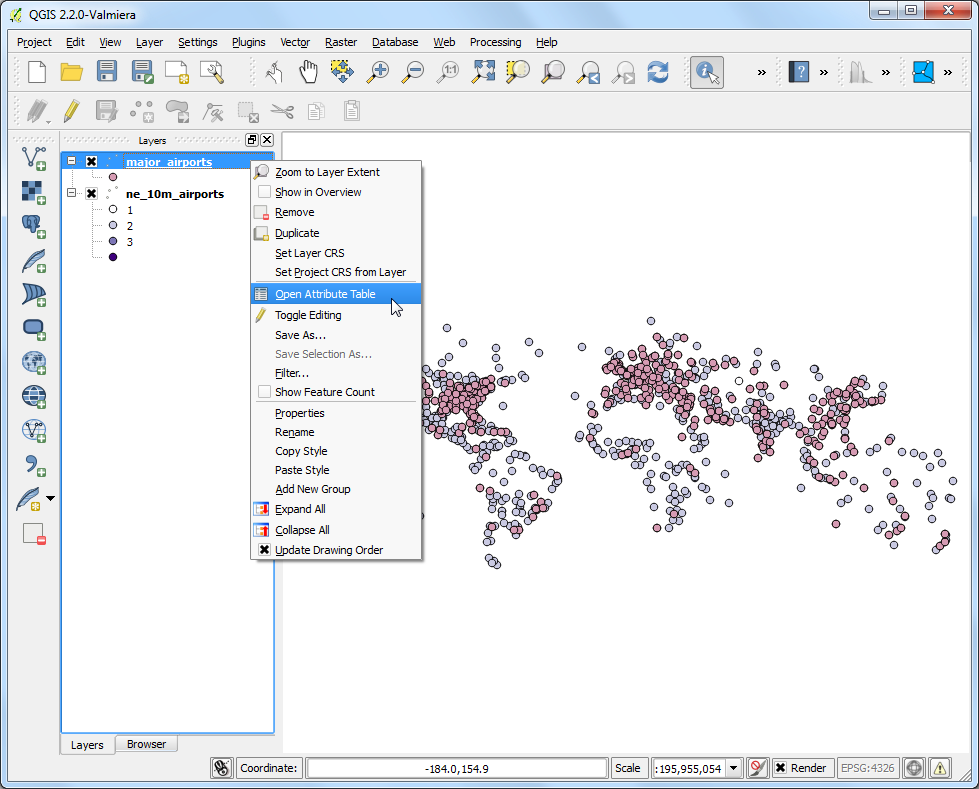 QGIS 2.2.0-Valmiera
Project Edit View Layer Settings Plugins Vector Raster Database Web Processing Help
1:1
»
?
»
»
»
Layers
major_airports
ne_10m_airports
1
2
3
Zoom to Layer Extent
Show in Overview
Remove
Duplicate
Set Layer CRS
Set Project CRS from Layer
Open Attribute Table
Toggle Editing
Save As...
Save Selection As...
Filter...
Show Feature Count
Properties
Rename
Copy Style
Paste Style
Add New Group
Expand All
Collapse All
Update Drawing Order
Layers Browser
Coordinate: -184.0,154.9 Scale :195,955,054 Render EPSG:4326